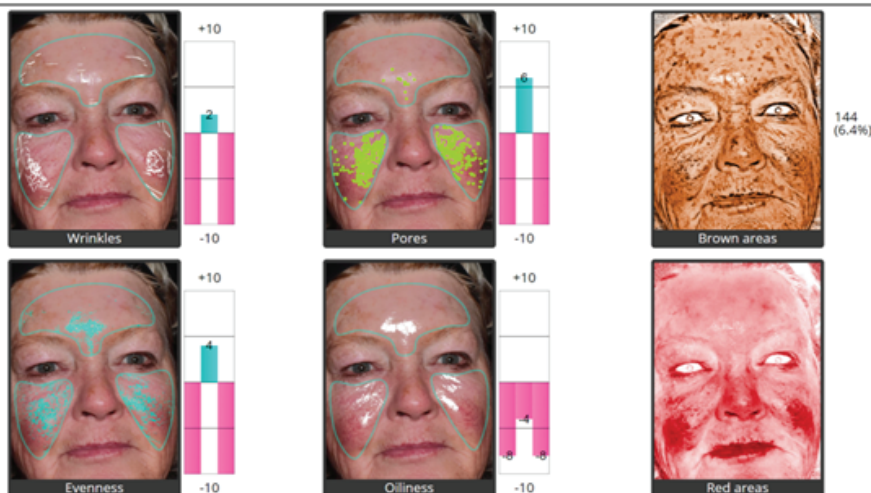 +10
2
Wrinkles
-10
+10
6
Pores
-10
Brown areas
144
(6.4%)
+10
4
Evenness
-10
+10
-4
-8
-8
Oiliness
-10
Red areas